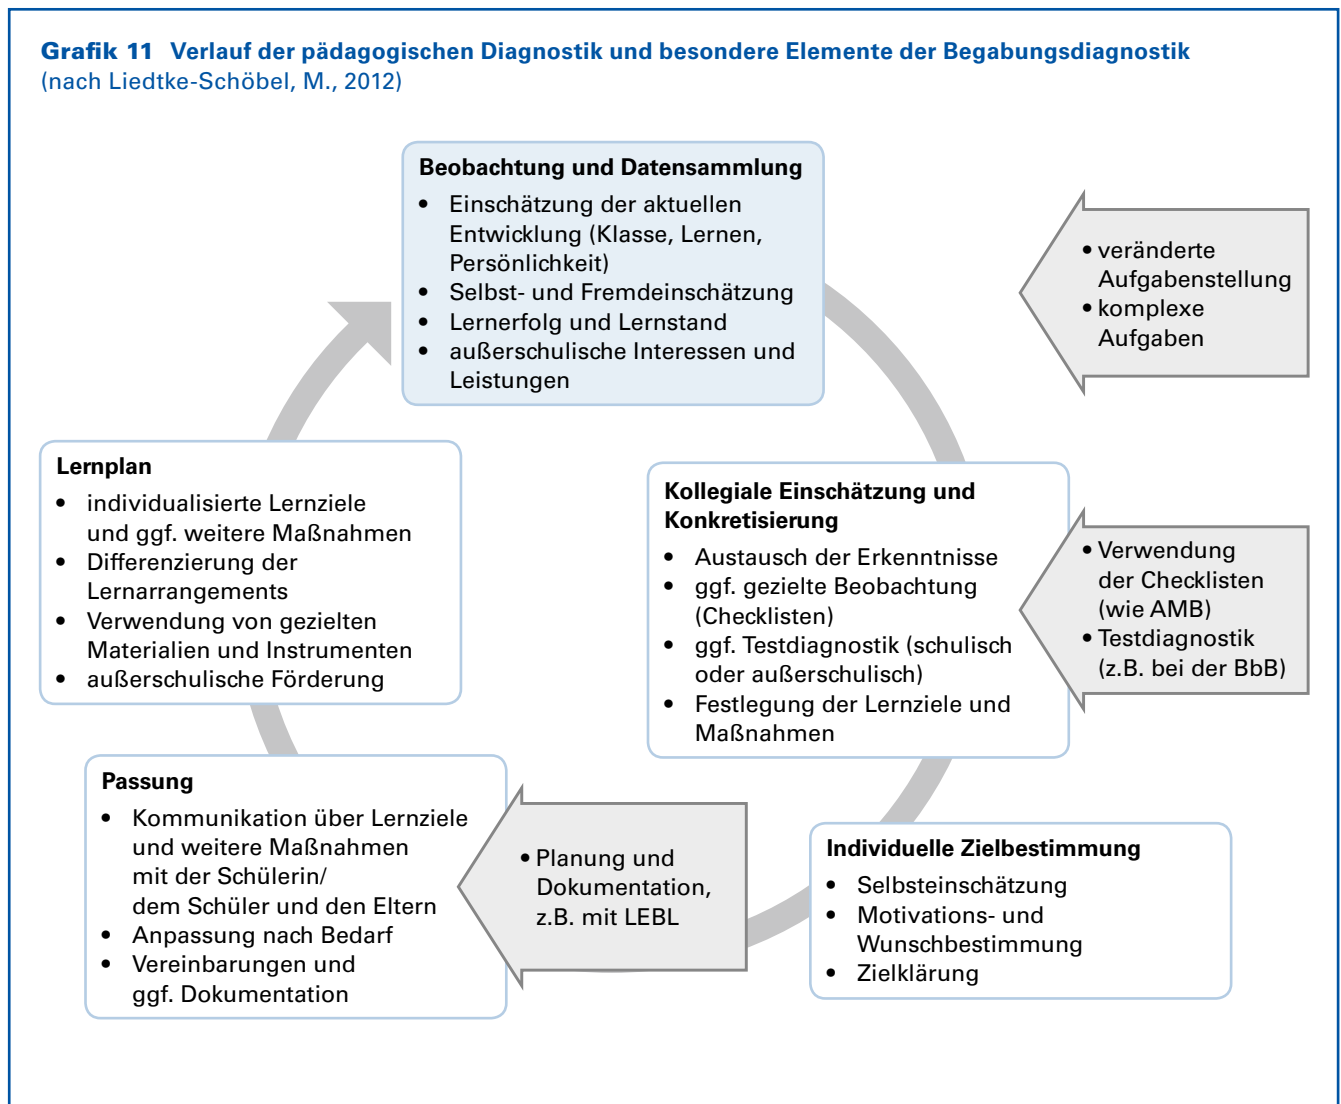 Grafik 11 Verlauf der pädagogischen Diagnostik und besondere Elemente der Begabungsdiagnostik
(nach Liedtke-Schöbel, M., 2012)
Beobachtung und Datensammlung
• Einschätzung der aktuellen
Entwicklung (Klasse, Lernen,
Persönlichkeit)
• Selbst- und Fremdeinschätzung
• Lernerfolg und Lernstand
• außerschulische Interessen und
Leistungen
• veränderte
Aufgabenstellung
• komplexe
Aufgaben
Kollegiale Einschätzung und
Konkretisierung
• Austausch der Erkenntnisse
• ggf. gezielte Beobachtung
(Checklisten)
• ggf. Testdiagnostik (schulisch
oder außerschulisch)
• Festlegung der Lernziele und
Maßnahmen
• Verwendung
der Checklisten
(wie AMB)
• Testdiagnostik
(z.B. bei der BbB)
Individuelle Zielbestimmung
• Selbsteinschätzung
• Motivations- und
Wunschbestimmung
• Zielklärung
• Planung und
Dokumentation,
z.B. mit LEBL
Passung
• Kommunikation über Lernziele
und weitere Maßnahmen
mit der Schülerin/
dem Schüler und den Eltern
• Anpassung nach Bedarf
• Vereinbarungen und
ggf. Dokumentation
Lernplan
• individualisierte Lernziele
und ggf. weitere Maßnahmen
• Differenzierung der
Lernarrangements
• Verwendung von gezielten
Materialien und Instrumenten
• außerschulische Förderung